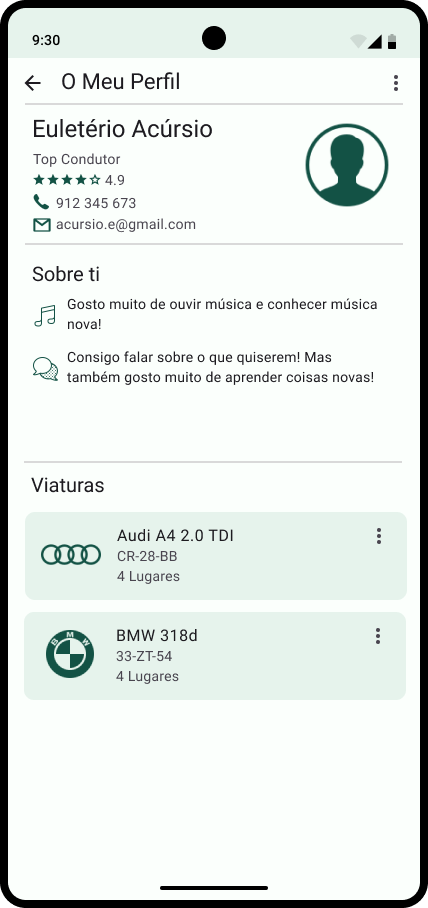 9:30
O Meu Perfil
Euletério Acúrsio
Top Condutor
4.9
912 345 673
acursio.e@gmail.com
Sobre ti
Gosto muito de ouvir música e conhecer música
nova!
Consigo falar sobre o que quiserem! Mas
também gosto muito de aprender coisas novas!
Viaturas
Audi A4 2.0 TDI
CR-28-BB
4 Lugares
BMW
BMW 318d
33-ZT-54
4 Lugares